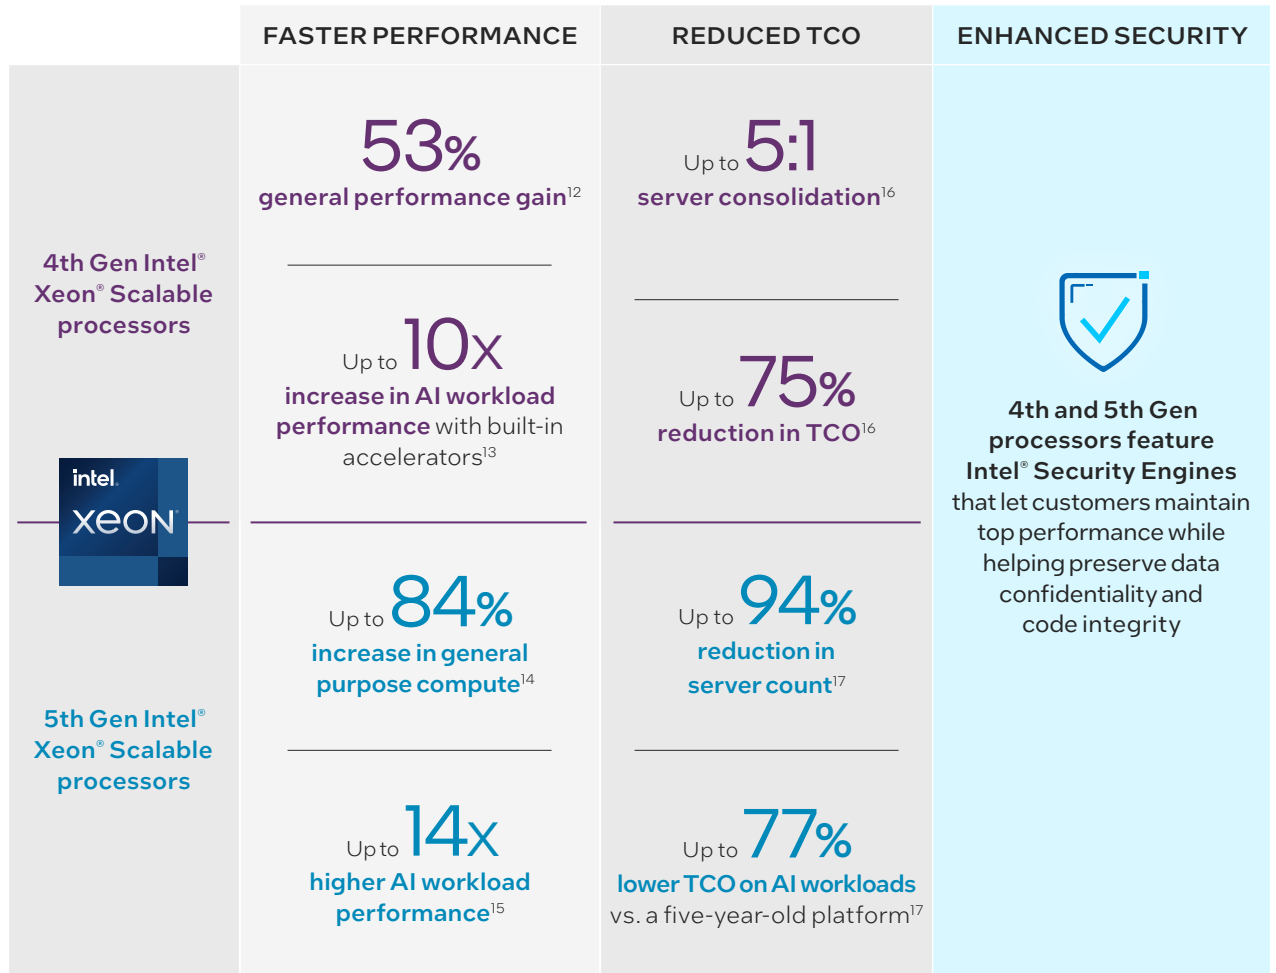 FASTER PERFORMANCE
REDUCED TCO
ENHANCED SECURITY
4th Gen Intel®
Xeon® Scalable
processors
53%
general performance gain12
Up to 10x
increase in AI workload
performance with built-in
accelerators13
Up to 5:1
server consolidation16
Up to 75%
reduction in TCO16
intel.
xeon®
5th Gen Intel®
Xeon® Scalable
processors
Up to 84%
increase in general
purpose compute14
Up to 14x
higher AI workload
performance15
Up to 94%
reduction in
server count17
Up to 77%
lower TCO on AI workloads
vs. a five-year-old platform17
4th and 5th Gen
processors feature
Intel® Security Engines
that let customers maintain
top performance while
helping preserve data
confidentiality and
code integrity